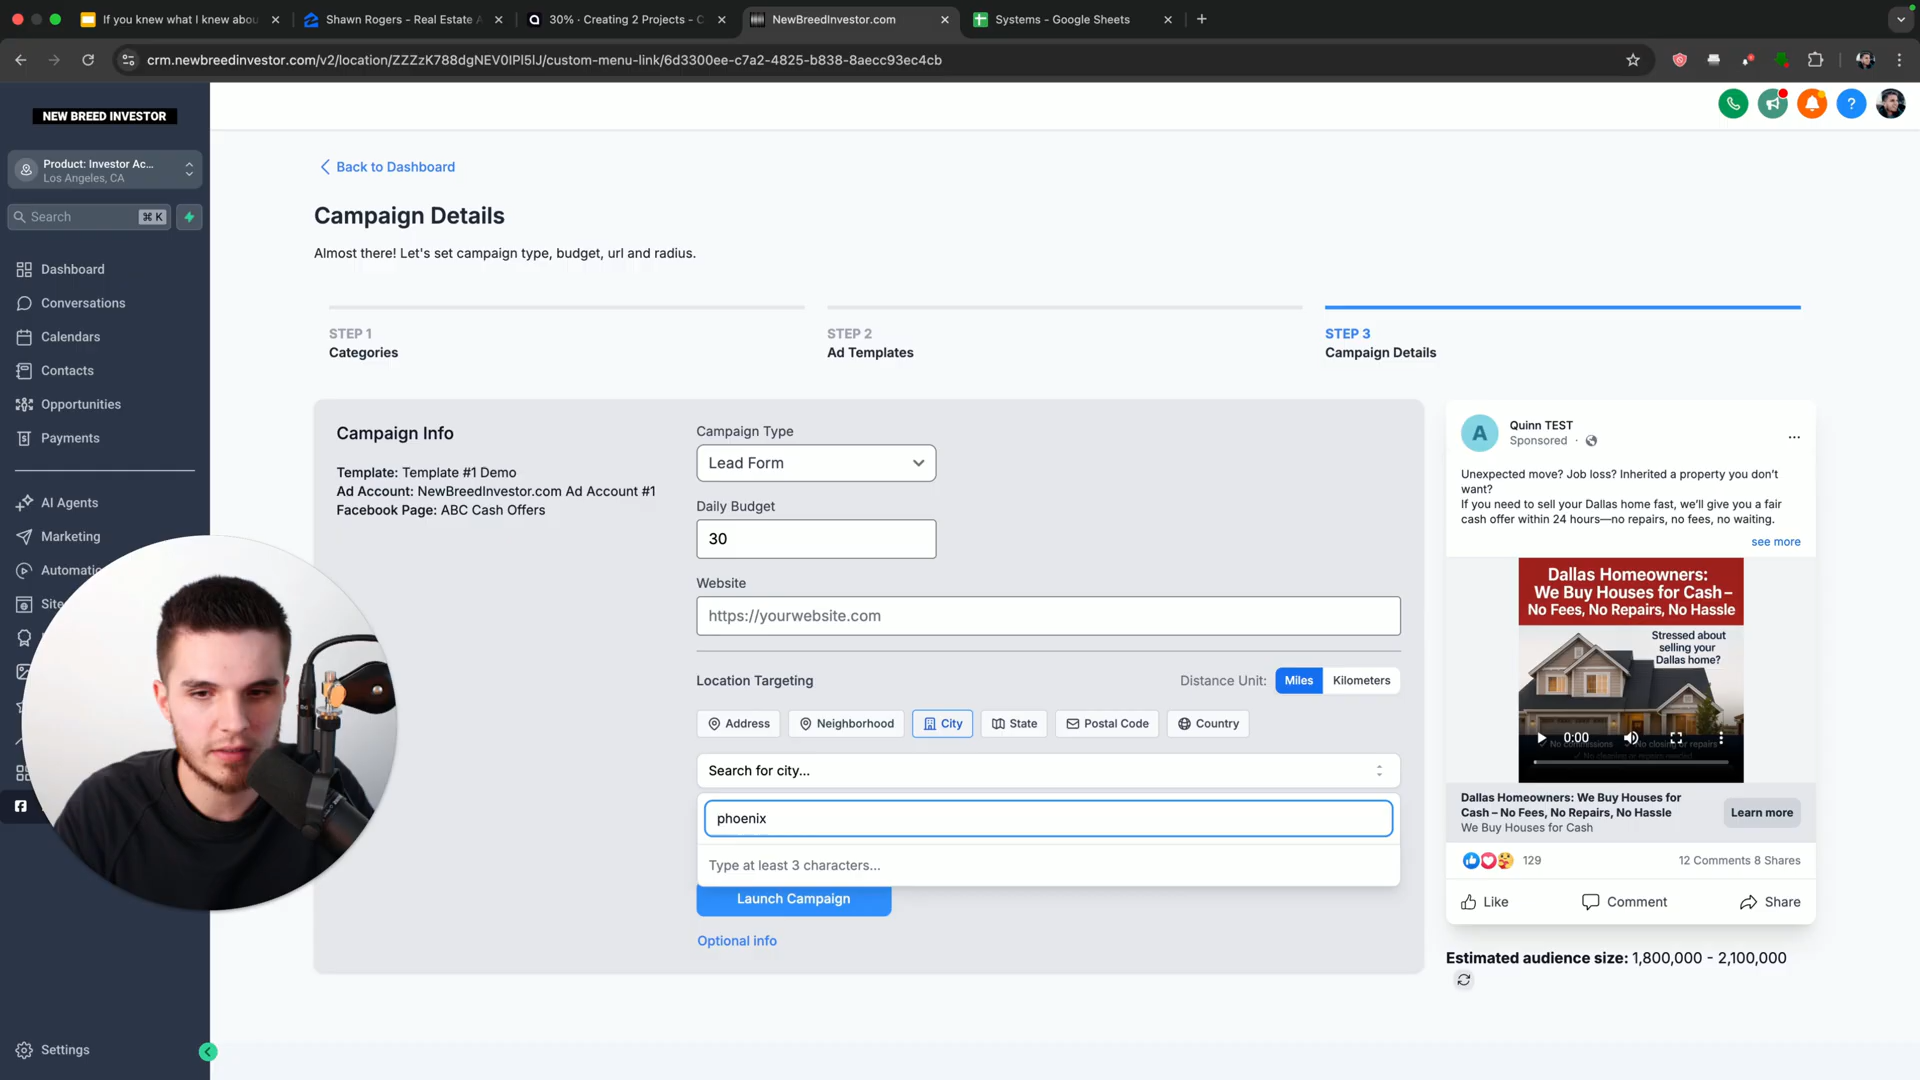 If you knew what I knew abou
Shawn Rogers - Real Estate A
30% · Creating 2 Projects - C
NewBreedInvestor.com
Systems - Google Sheets
crm.newbreedinvestor.com/v2/location/ZZZzK788dgNEV0IPl5lJ/custom-menu-link/6d3300ee-c7a2-4825-b838-8aecc93ec4cb
NEW BREED INVESTOR
Product: Investor Ac...
Los Angeles, CA
Search
⌘ K
Dashboard
Conversations
Calendars
Contacts
Opportunities
Payments
AI Agents
Marketing
Automatic
Site
Settings
Back to Dashboard
Campaign Details
Almost there! Let's set campaign type, budget, url and radius.
STEP 1
Categories
STEP 2
Ad Templates
STEP 3
Campaign Details
Campaign Info
Template: Template #1 Demo
Ad Account: NewBreedInvestor.com Ad Account #1
Facebook Page: ABC Cash Offers
Campaign Type
Lead Form
Daily Budget
30
Website
https://yourwebsite.com
Location Targeting
Distance Unit:
Miles
Kilometers
Address
Neighborhood
City
State
Postal Code
Country
Search for city...
phoenix
Type at least 3 characters...
Launch Campaign
Optional info
A
Quinn TEST
Sponsored ·
...
Unexpected move? Job loss? Inherited a property you don't
want?
If you need to sell your Dallas home fast, we'll give you a fair
cash offer within 24 hours—no repairs, no fees, no waiting.
see more
Dallas Homeowners:
We Buy Houses for Cash –
No Fees, No Repairs, No Hassle
Stressed about
selling your
Dallas home?
0:00
No commissions
No closing or repairs
Dallas Homeowners: We Buy Houses for
Cash – No Fees, No Repairs, No Hassle
We Buy Houses for Cash
Learn more
129
12 Comments 8 Shares
Like
Comment
Share
Estimated audience size: 1,800,000 - 2,100,000